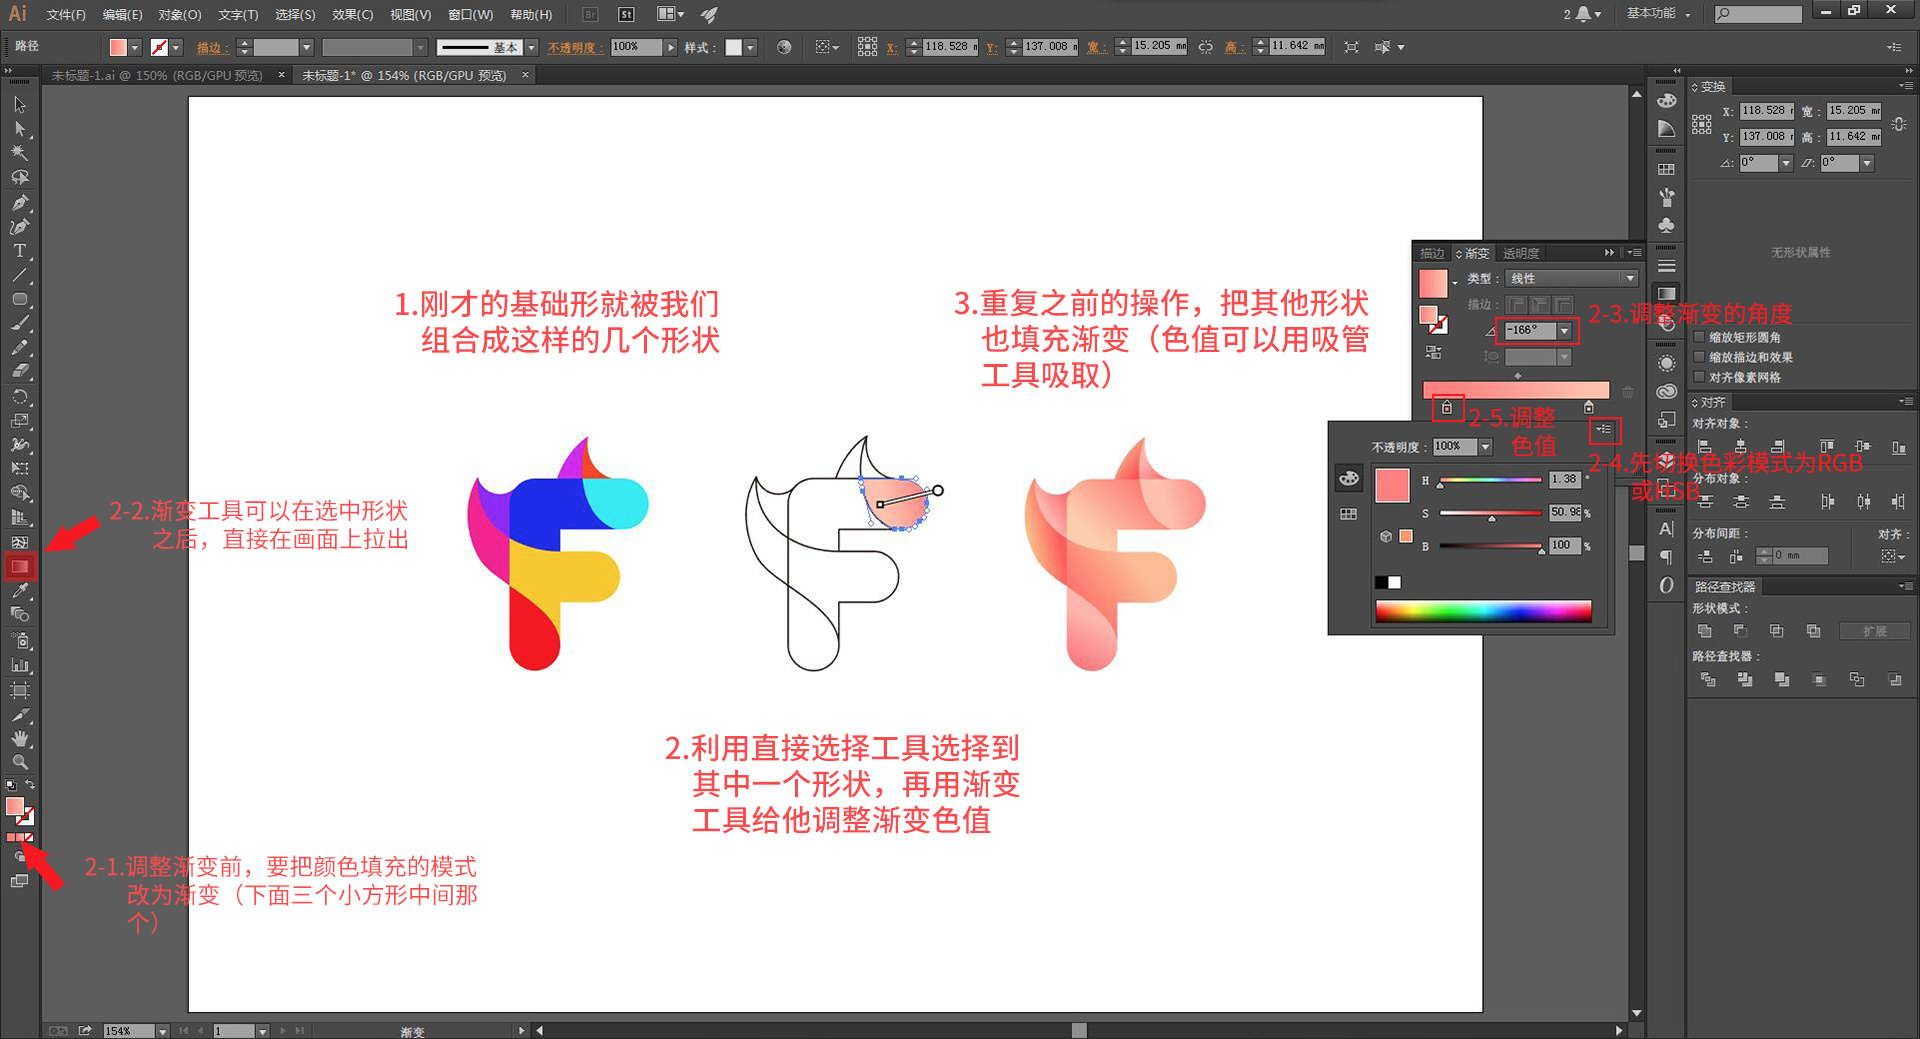 Ai 文件(F) 编辑(E) 对象(O) 文字(T) 选择(S) 效果(C) 视图(V) 窗口(W) 帮助(H) Br St 2 基本功能
路径 描边: 基本 不透明度: 100% 样式: X: 118.528 Y: 137.008 宽: 15.205 mm 高: 11.642 mm
未标题-1.ai @ 150% (RGB/GPU 预览) × 未标题-1* @ 154% (RGB/GPU 预览) ×
变换
X: 118.528 宽: 15.205
Y: 137.008 高: 11.642
0° 0°
无形状属性
缩放矩形圆角
缩放描边和效果
对齐像素网格
对齐
对齐对象:
分布对象:
分布间距: 对齐:
0 mm
路径查找器
形状模式:
扩展
路径查找器:
描边 渐变 透明度
类型: 线性
描边:
-166°
不透明度: 100%
H 1.38 °
S 50.98 %
B 100 %
1.刚才的基础形就被我们
组合成这样的几个形状
3.重复之前的操作，把其他形状
也填充渐变（色值可以用吸管
工具吸取）
2-3.调整渐变的角度
2-5.调整
色值
2-4.先切换色彩模式为RGB
或HSB
2-2.渐变工具可以在选中形状
之后，直接在画面上拉出
2.利用直接选择工具选择到
其中一个形状，再用渐变
工具给他调整渐变色值
2-1.调整渐变前，要把颜色填充的模式
改为渐变（下面三个小方形中间那
个）
154% 1 渐变